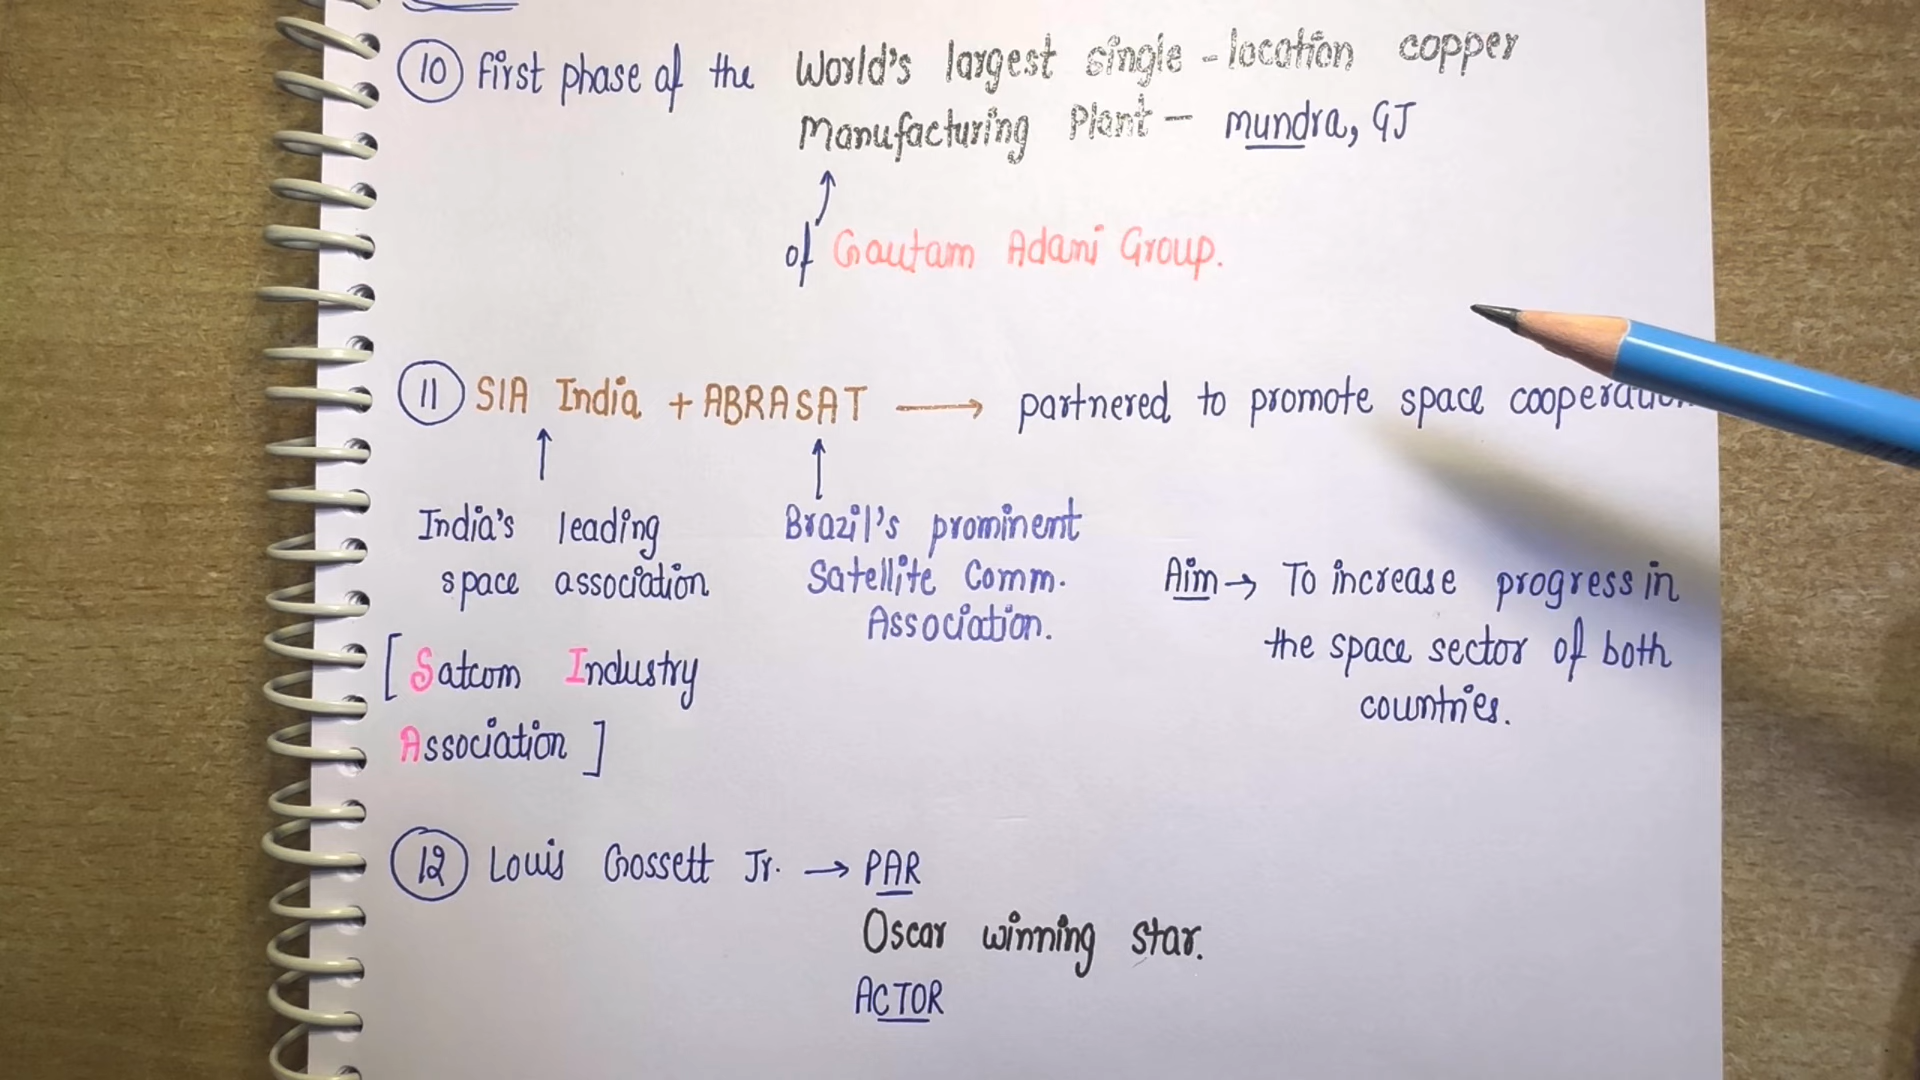 10 First phase of the World's largest single-location copper
Manufacturing Plant - mundra, GJ
of Gautam Adani Group.
11 SIA India + ABRASAT → partnered to promote space
India's leading
space association
[Satcom Industry
Association]
Brazil's prominent
Satellite Comm.
Association.
Aim → To increase progress in
the space sector of both
countries.
12 Louis Gossett Jr. → PAR
Oscar winning star.
ACTOR